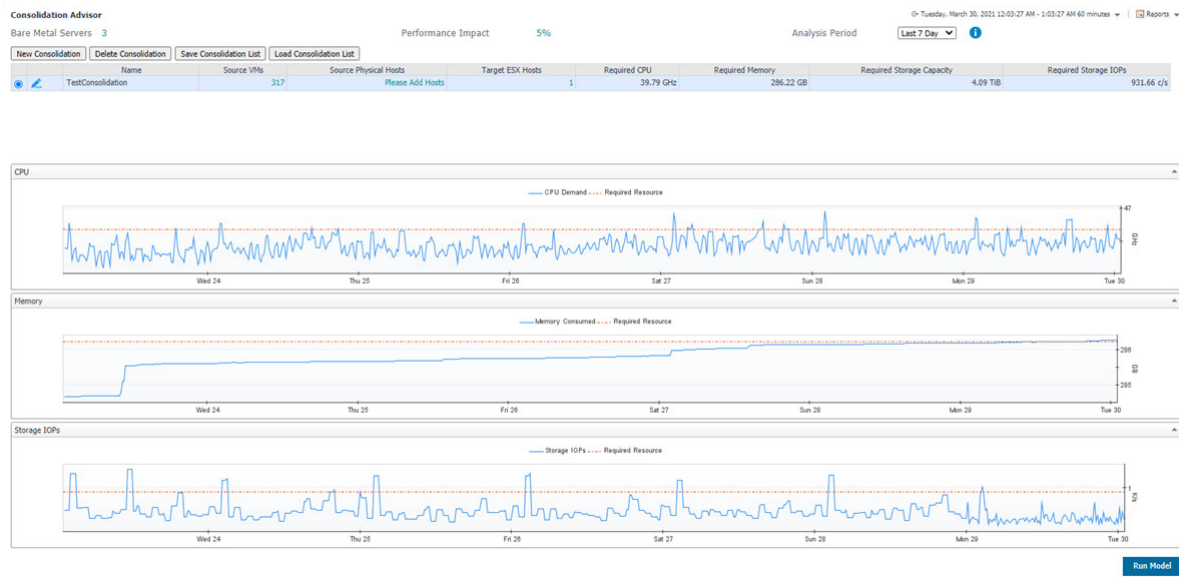 Consolidation Advisor
Tuesday, March 30, 2021 12:03:27 AM - 1:03:27 AM 60 minutes
Reports
Bare Metal Servers 3
Performance Impact 5%
Analysis Period Last 7 Day
New Consolidation Delete Consolidation Save Consolidation List Load Consolidation List
Name Source VMs Source Physical Hosts Target ESX Hosts Required CPU Required Memory Required Storage Capacity Required Storage IOPs
TestConsolidation 317 Please Add Hosts 1 39.79 GHz 286.22 GB 4.09 TiB 931.66 c/s
CPU
CPU Demand Required Resource
47
GHz
Wed 24 Thu 25 Fri 26 Sat 27 Sun 28 Mon 29 Tue 30
Memory
Memory Consumed Required Resource
286
GB
285
Wed 24 Thu 25 Fri 26 Sat 27 Sun 28 Mon 29 Tue 30
Storage IOPs
Storage IOPs Required Resource
1
K/s
Wed 24 Thu 25 Fri 26 Sat 27 Sun 28 Mon 29 Tue 30
Run Model